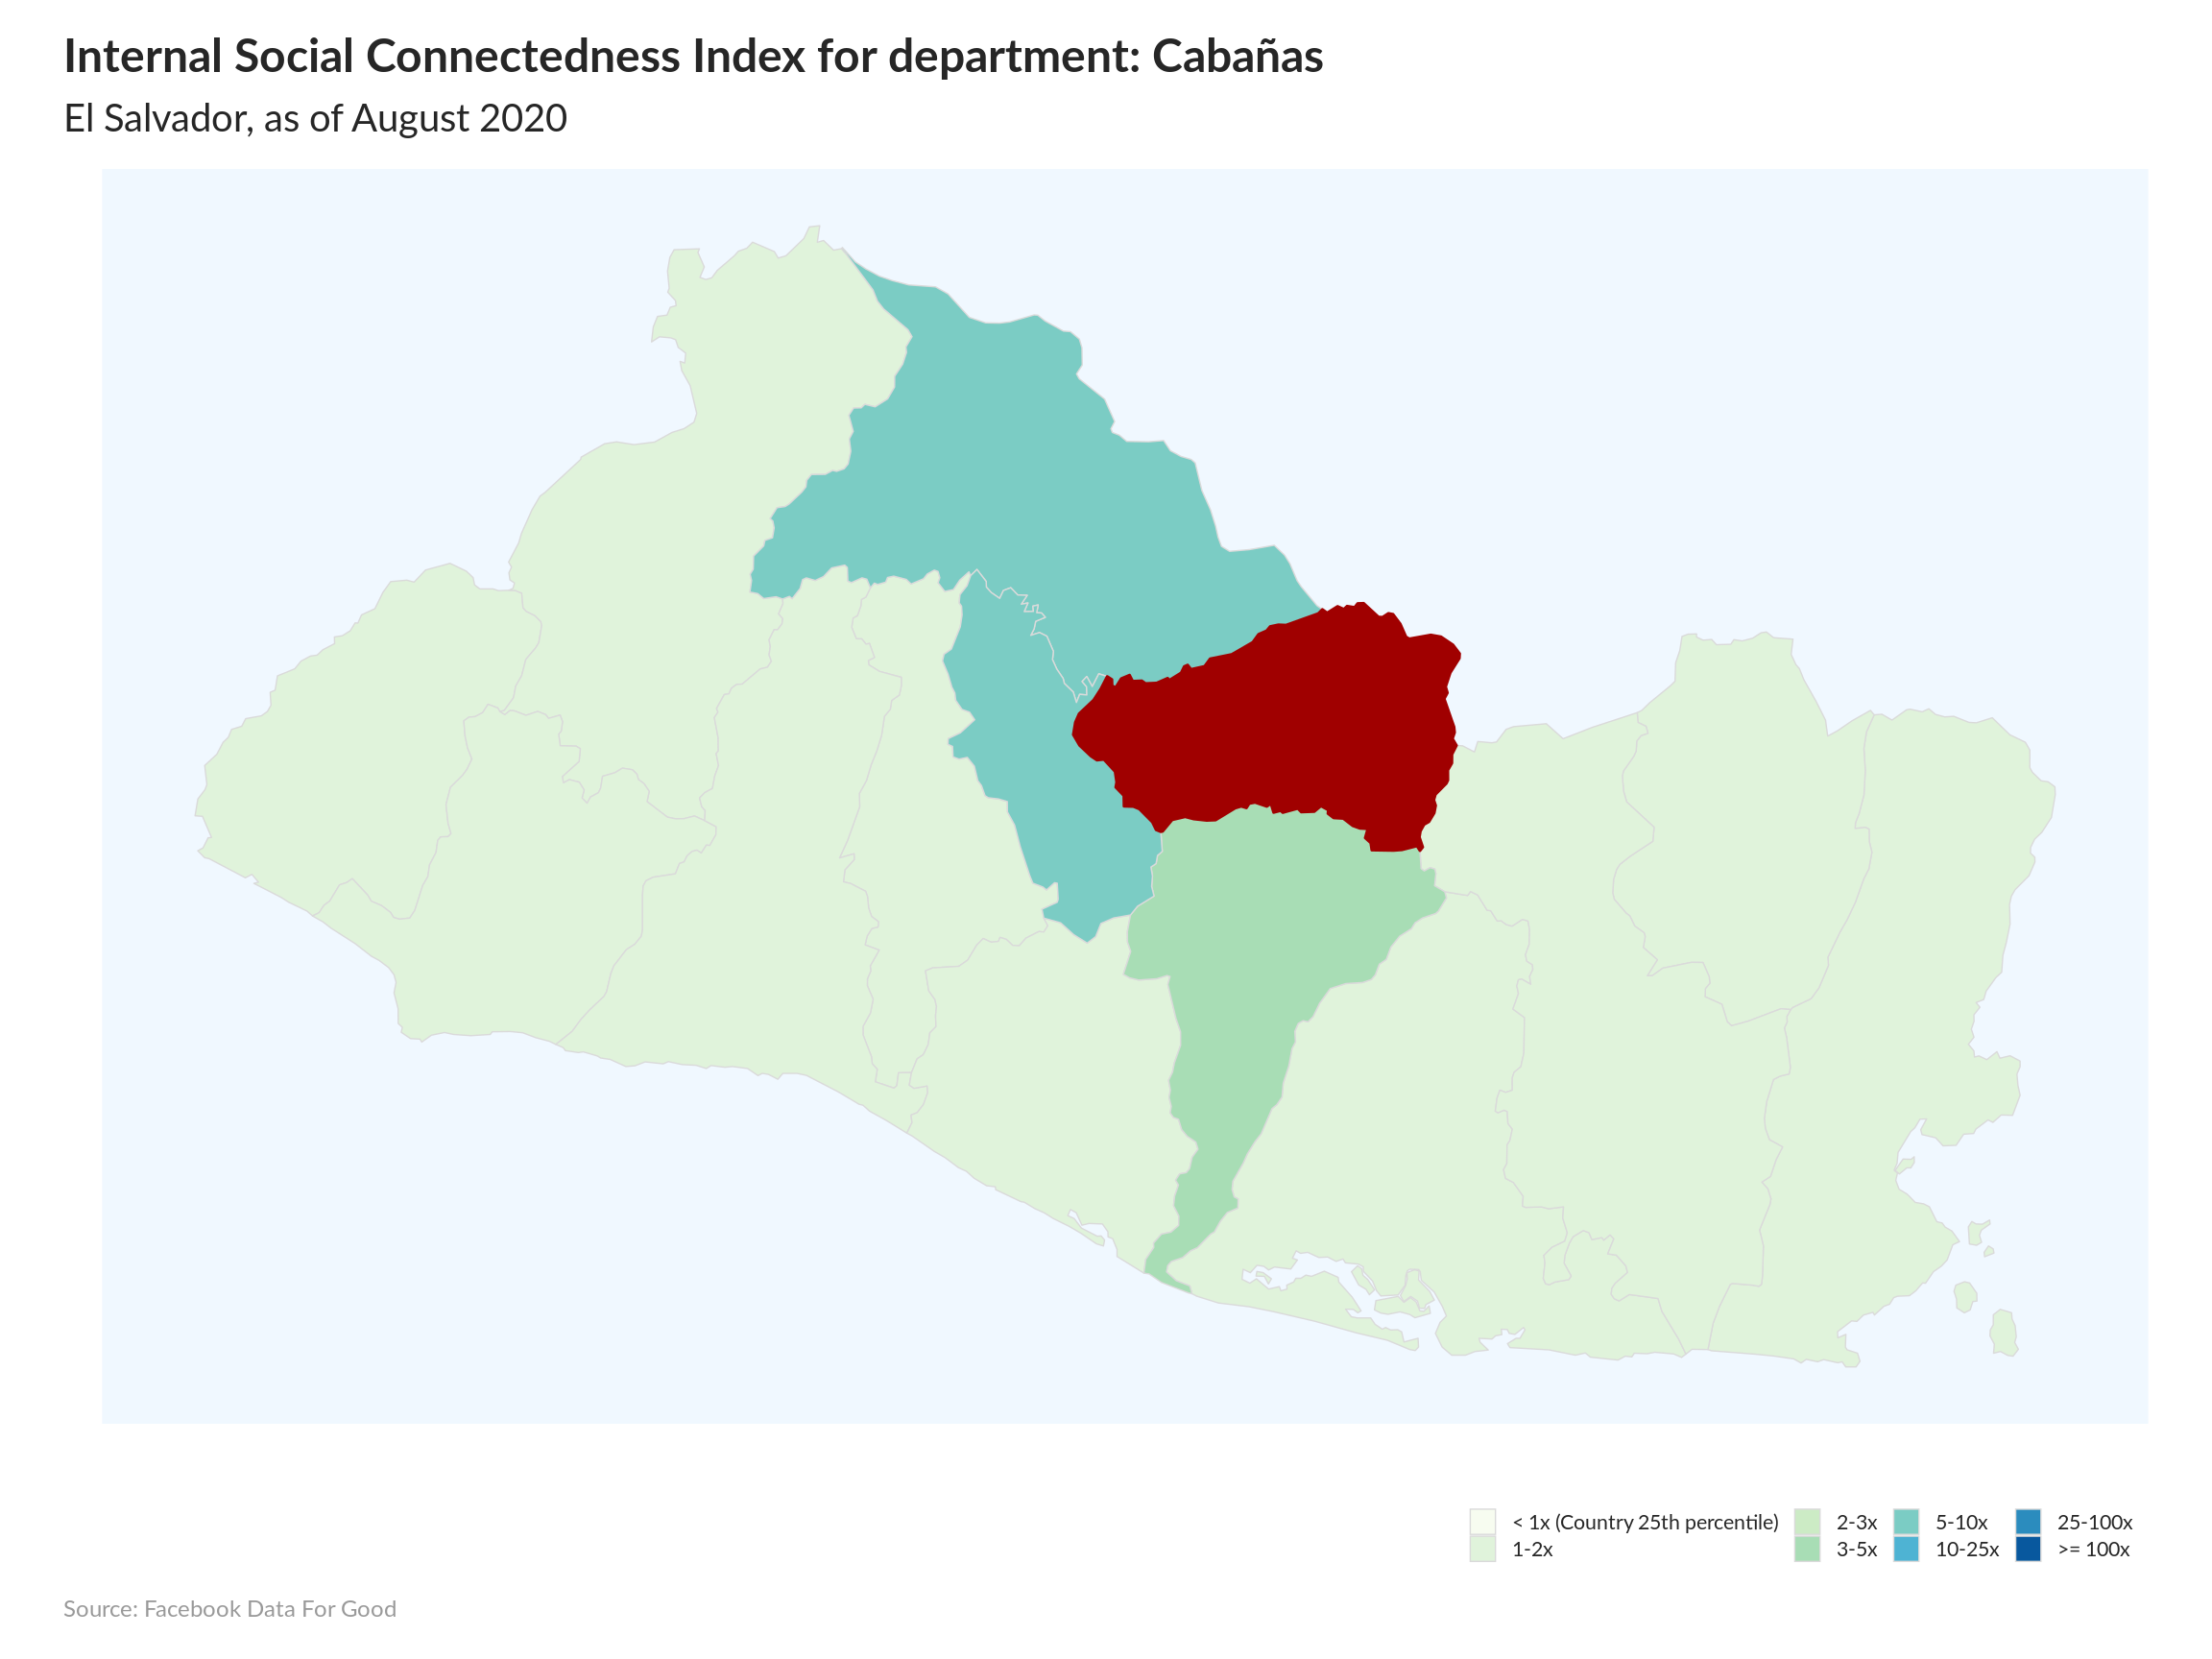 Internal Social Connectedness Index for department: Cabañas
El Salvador, as of August 2020
< 1x (Country 25th percentile)
1-2x
2-3x
3-5x
5-10x
10-25x
25-100x
>= 100x
Source: Facebook Data For Good